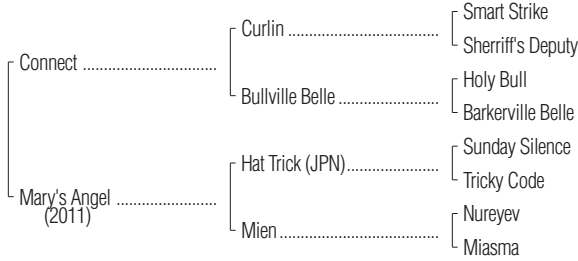 Smart Strike
Curlin ..............................................
Sherriff's Deputy
Connect .........................................
Holy Bull
Bullville Belle ...............................
Barkerville Belle
Sunday Silence
Hat Trick (JPN)............................
Tricky Code
Mary's Angel ..............................
(2011)
Nureyev
Mien................................................
Miasma